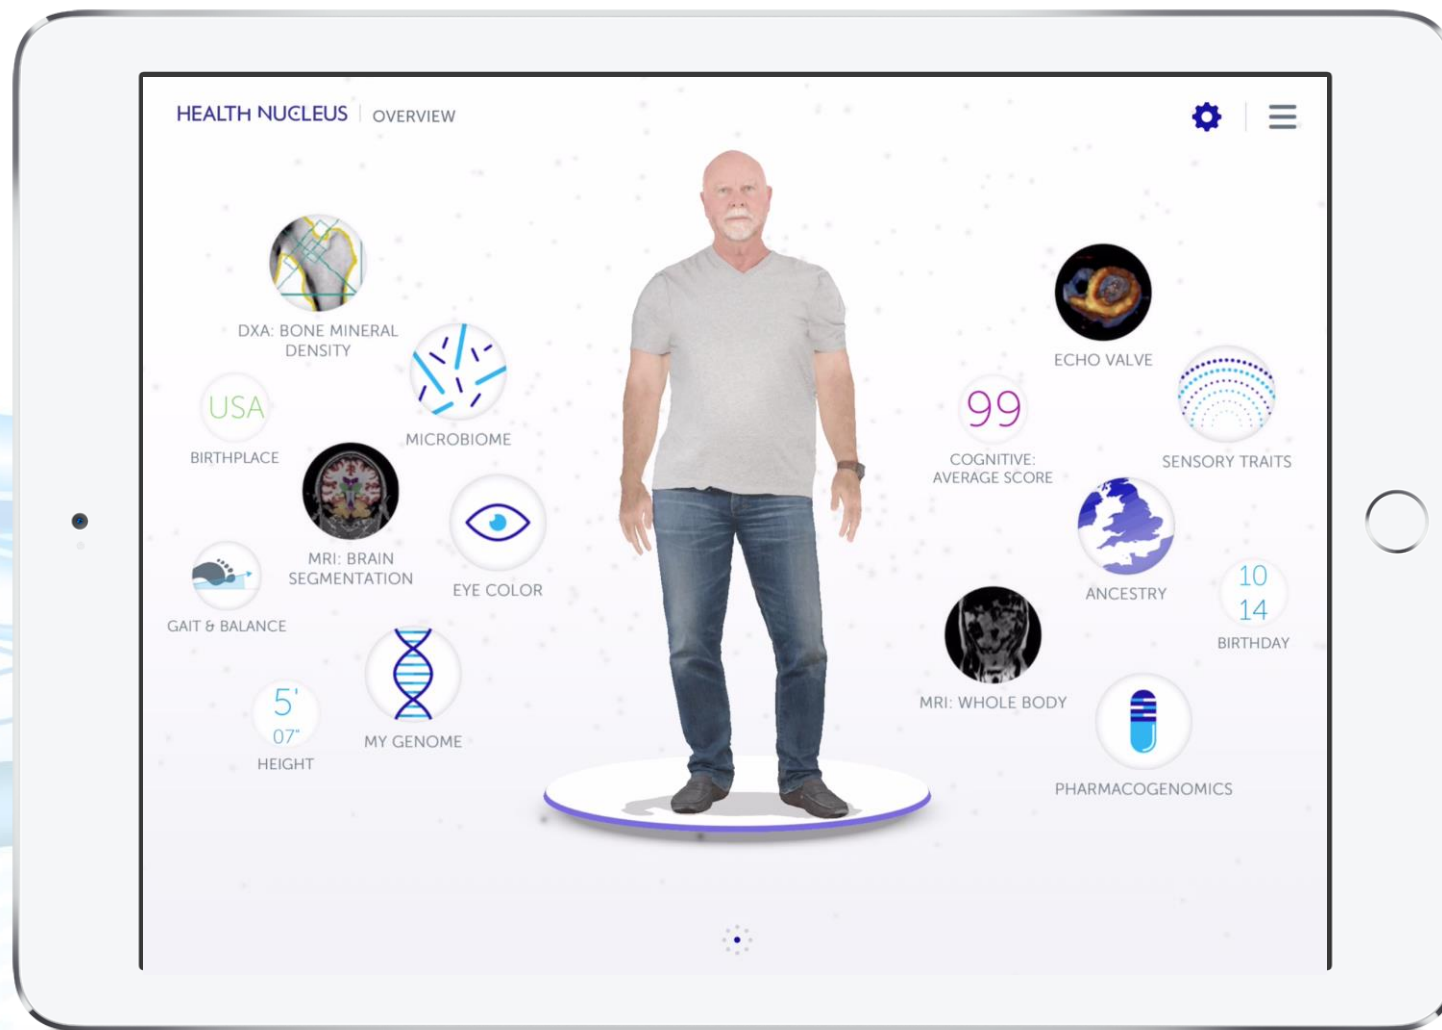 HEALTH NUCLEUS
OVERVIEW
DXA: BONE MINERAL
DENSITY
MICROBIOME
USA
BIRTHPLACE
MRI: BRAIN
SEGMENTATION
EYE COLOR
GAIT & BALANCE
5'
07"
HEIGHT
MY GENOME
ECHO VALVE
99
COGNITIVE:
AVERAGE SCORE
SENSORY TRAITS
ANCESTRY
10
14
BIRTHDAY
MRI: WHOLE BODY
PHARMACOGENOMICS